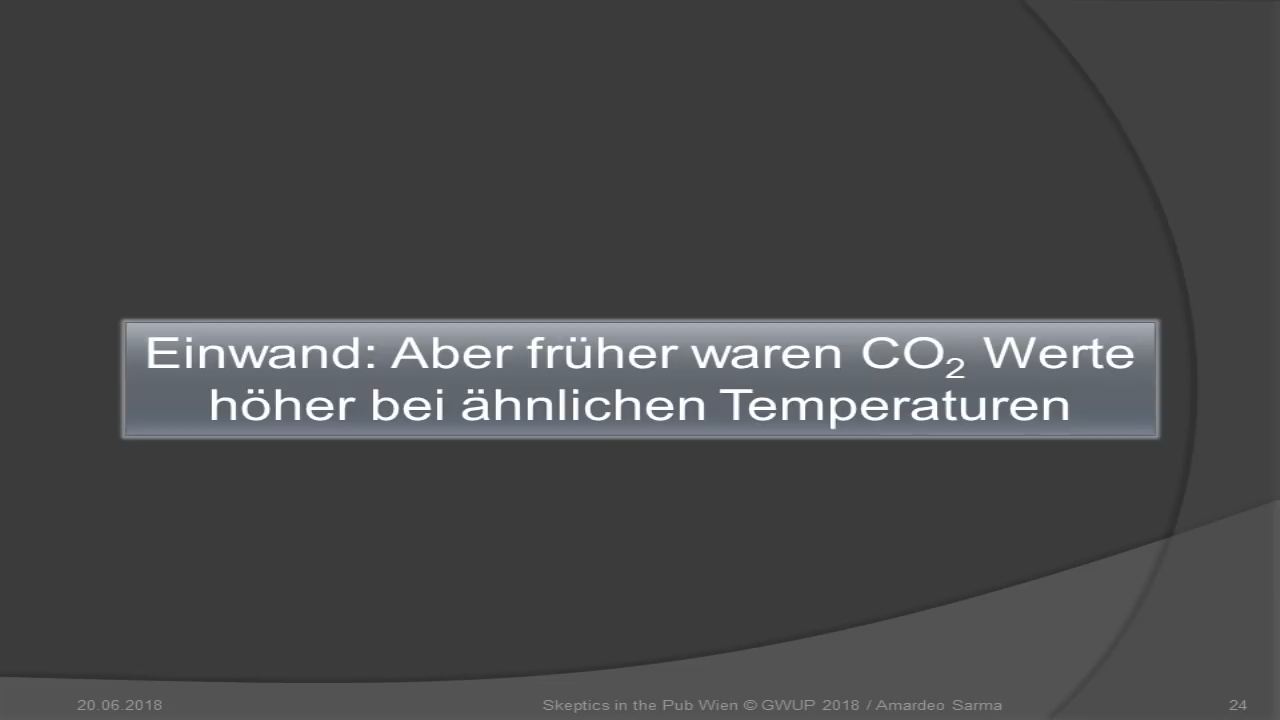 Einwand: Aber früher waren CO₂ Werte
höher bei ähnlichen Temperaturen
20.06.2018
Skeptics in the Pub Wien © GWUP 2018 / Amardeo Sarma
24